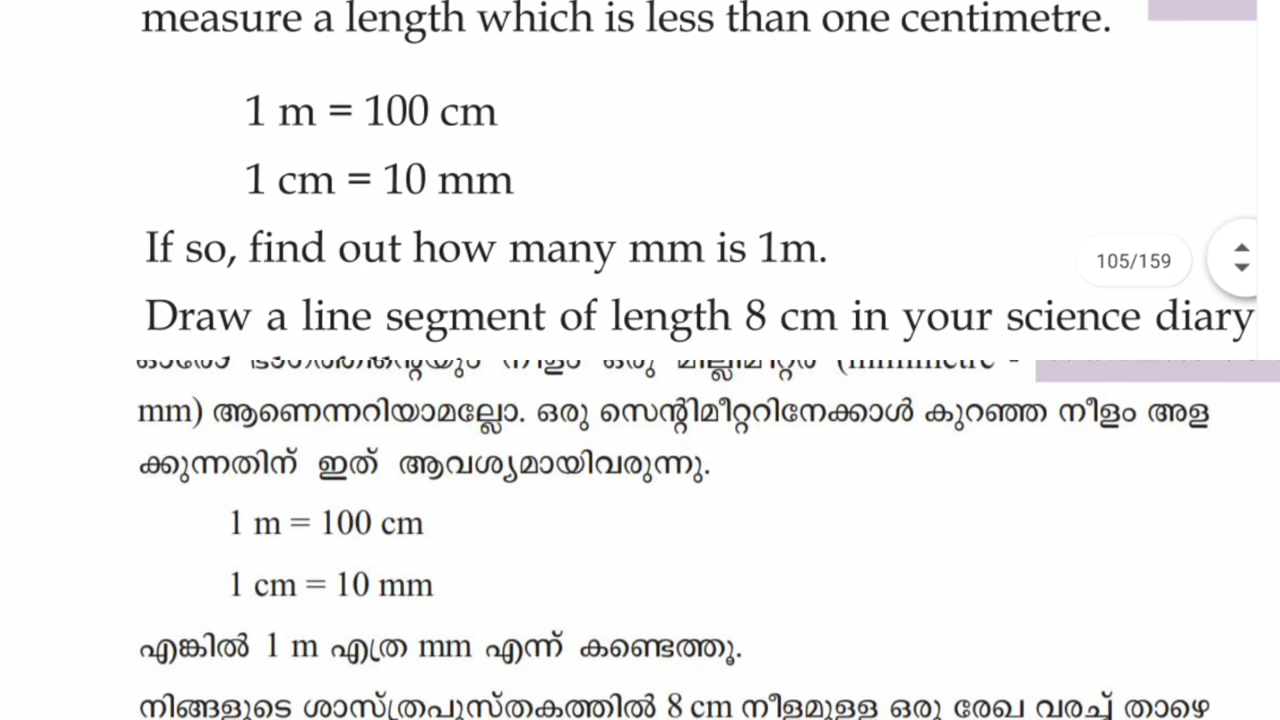 measure a length which is less than one centimetre.
1 m = 100 cm
1 cm = 10 mm
If so, find out how many mm is 1m.
105/159
Draw a line segment of length 8 cm in your science diary
mm) ആണെന്നറിയാമല്ലോ. ഒരു സെന്റിമീറ്ററിനേക്കാൾ കുറഞ്ഞ നീളം അള
ക്കുന്നതിന് ഇത് ആവശ്യമായിവരുന്നു.
1 m = 100 cm
1 cm = 10 mm
എങ്കിൽ 1 m എത്ര mm എന്ന് കണ്ടെത്തൂ.
നിങ്ങളുടെ ശാസ്ത്രപുസ്തകത്തിൽ 8 cm നീളമുള്ള ഒരു രേഖ വരച്ച് താഴെ